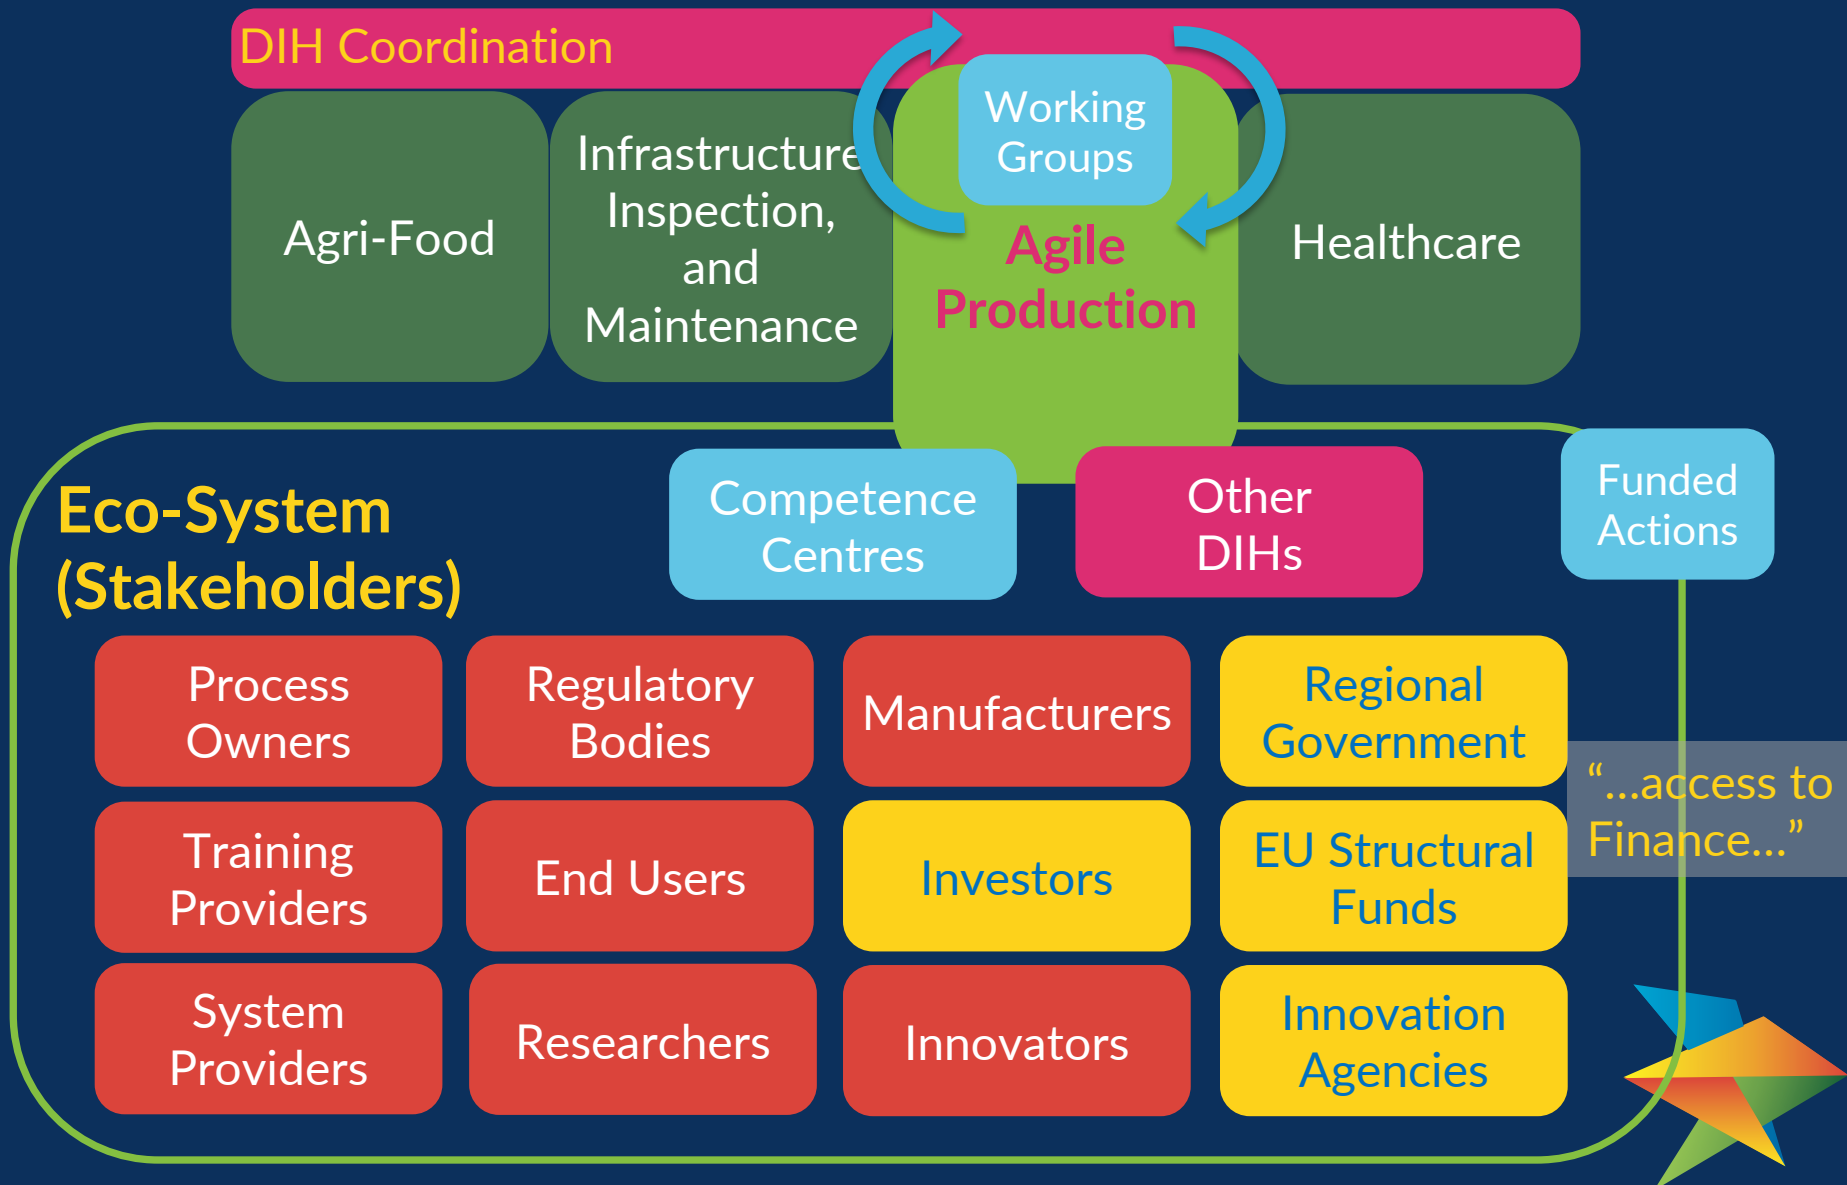 DIH Coordination
Working
Groups
Agri-Food
Infrastructure
Inspection,
and
Maintenance
Agile
Production
Healthcare
Eco-System
(Stakeholders)
Competence
Centres
Other
DIHs
Funded
Actions
Process
Owners
Regulatory
Bodies
Manufacturers
Regional
Government
“...access to
Finance...”
Training
Providers
End Users
Investors
EU Structural
Funds
System
Providers
Researchers
Innovators
Innovation
Agencies